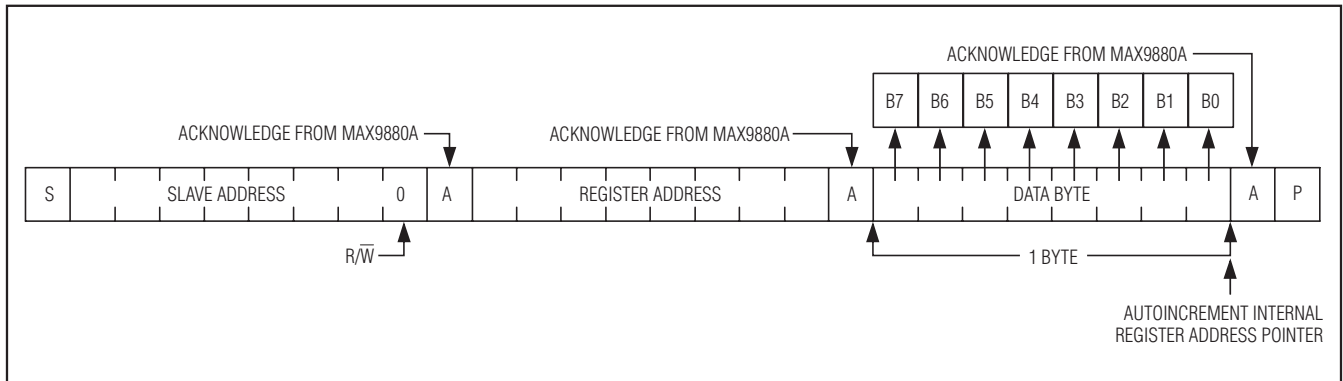 ACKNOWLEDGE FROM MAX9880A
B7 B6 B5 B4 B3 B2 B1 B0
ACKNOWLEDGE FROM MAX9880A
ACKNOWLEDGE FROM MAX9880A
S SLAVE ADDRESS 0 A REGISTER ADDRESS A DATA BYTE A P
R/W̅
1 BYTE
AUTOINCREMENT INTERNAL
REGISTER ADDRESS POINTER